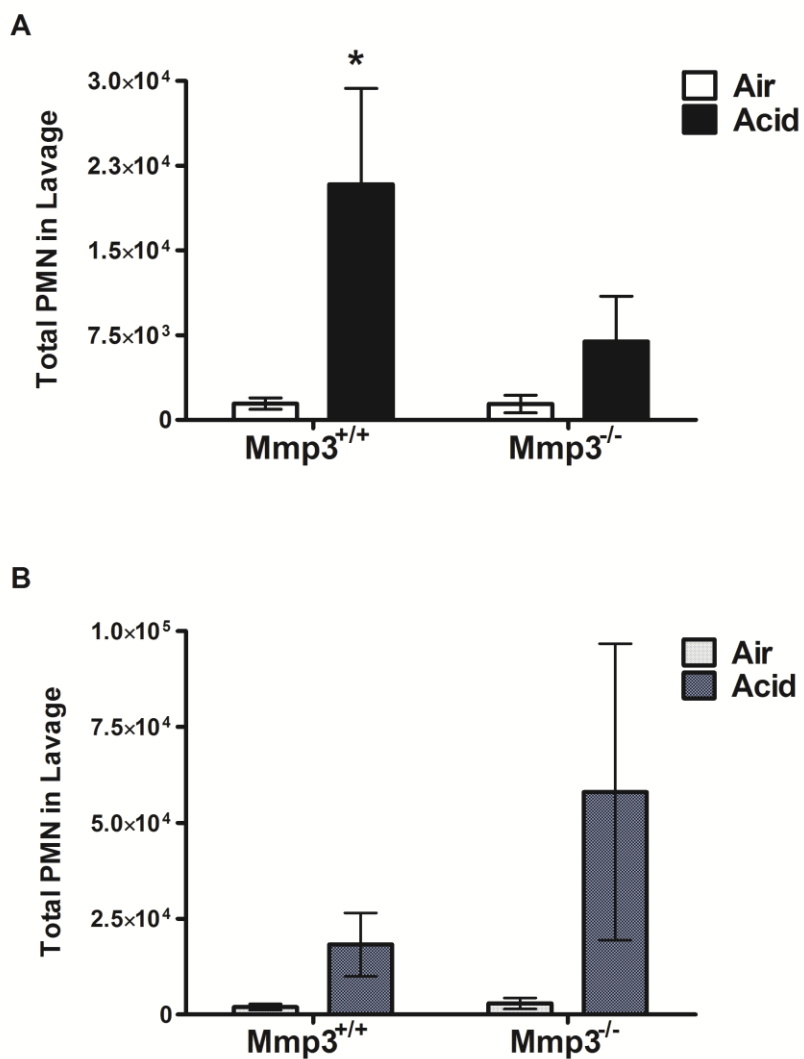 A
*
Air
Acid
Total PMN in Lavage
3.0×10⁴
2.3×10⁴
1.5×10⁴
7.5×10³
0
Mmp3⁺/⁺ Mmp3⁻/⁻
B
Air
Acid
Total PMN in Lavage
1.0×10⁵
7.5×10⁴
5.0×10⁴
2.5×10⁴
0
Mmp3⁺/⁺ Mmp3⁻/⁻